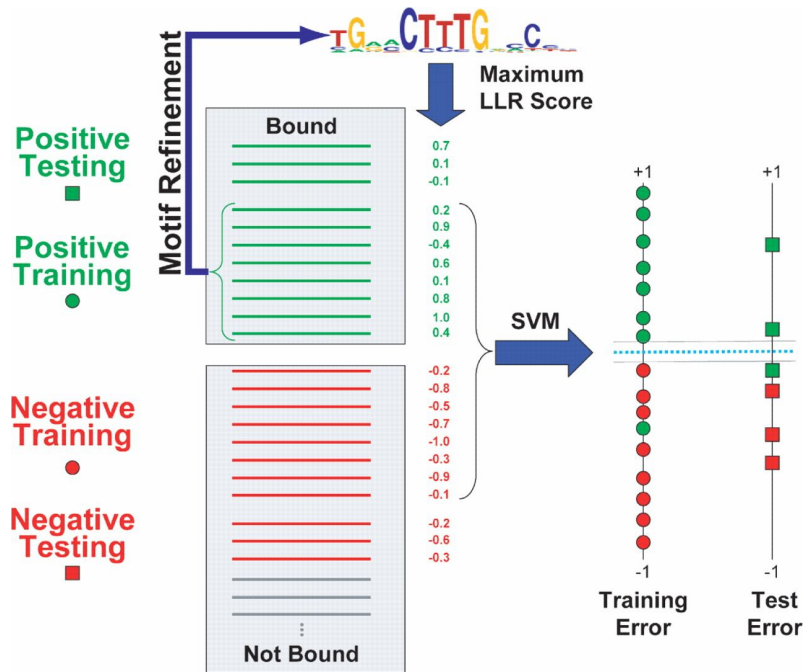 TGAACTTTG CC
Maximum
LLR Score
Motif Refinement
Bound
Positive
Testing
Positive
Training
0.7
0.1
-0.1
0.2
0.9
-0.4
0.6
0.1
0.8
1.0
0.4
SVM
Negative
Training
Negative
Testing
-0.2
-0.8
-0.5
-0.7
-1.0
-0.3
-0.9
-0.1
-0.2
-0.6
-0.3
Not Bound
+1
+1
-1
-1
Training
Error
Test
Error